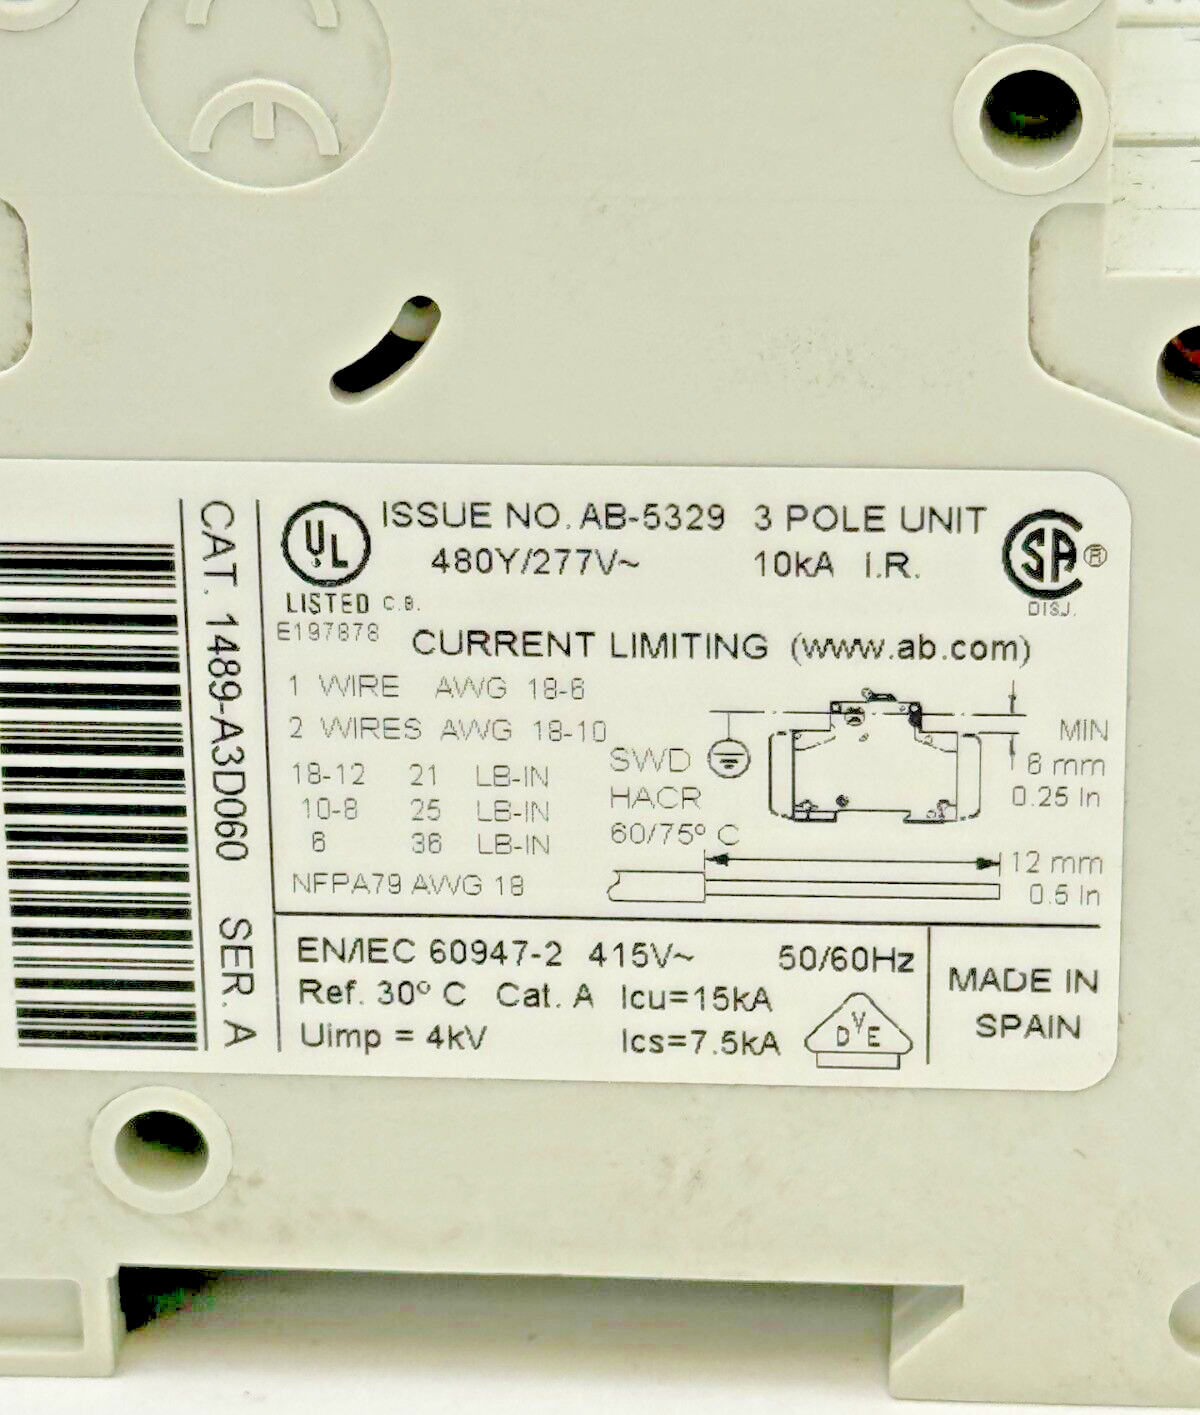 CAT. 1489-A3D060 SER. A
UL
LISTED C.B.
E197878
ISSUE NO. AB-5329 3 POLE UNIT
480Y/277V~ 10kA I.R.
SA ®
DISJ.
CURRENT LIMITING (www.ab.com)
1 WIRE AWG 18-6
2 WIRES AWG 18-10
18-12 21 LB-IN
10-8 25 LB-IN
6 36 LB-IN
NFPA79 AWG 18
SWD
HACR
60/75° C
MIN
6 mm
0.25 In
12 mm
0.5 In
EN/IEC 60947-2 415V~ 50/60Hz
Ref. 30° C Cat. A Icu=15kA
Uimp = 4kV Ics=7.5kA
DVE
MADE IN
SPAIN